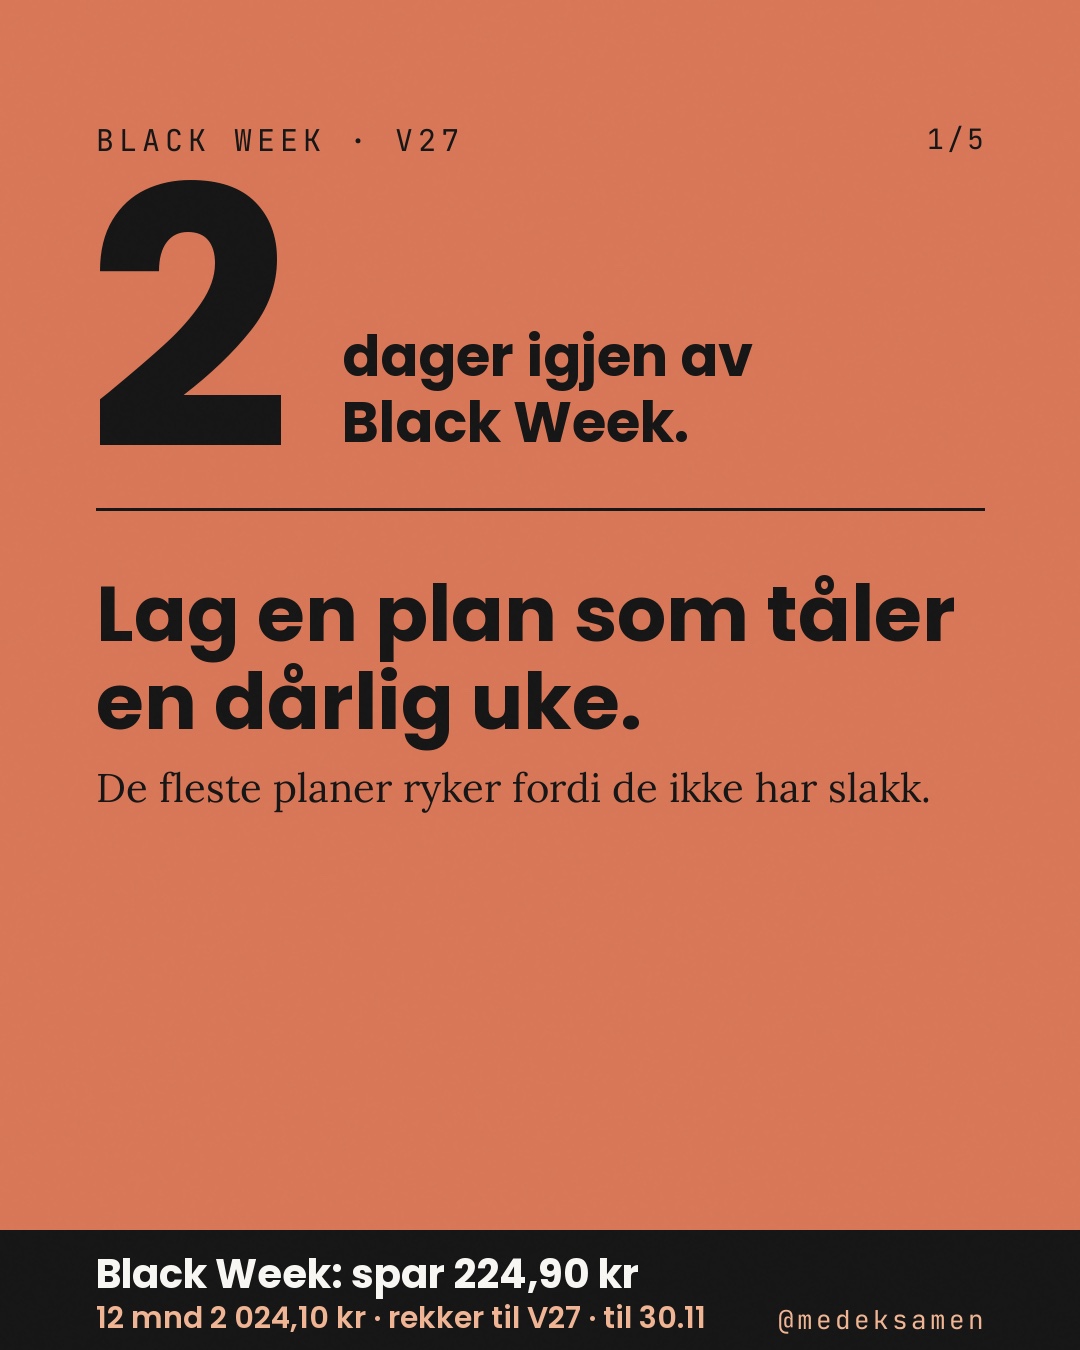 BLACK WEEK · V27
1/5
2
dager igjen av
Black Week.
Lag en plan som tåler
en dårlig uke.
De fleste planer ryker fordi de ikke har slakk.
Black Week: spar 224,90 kr
12 mnd 2 024,10 kr · rekker til V27 · til 30.11
@medeksamen